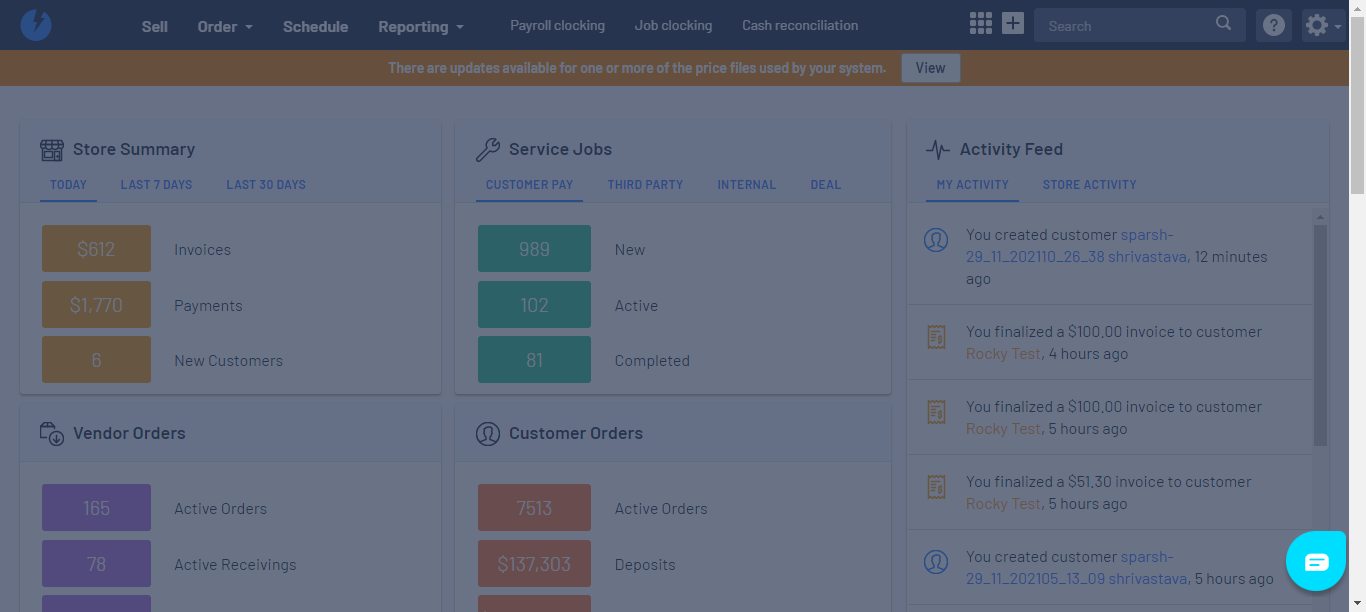 Sell Order Schedule Reporting Payroll clocking Job clocking Cash reconciliation Search
There are updates available for one or more of the price files used by your system. View
Store Summary
TODAY LAST 7 DAYS LAST 30 DAYS
$612 Invoices
$1,770 Payments
6 New Customers
Service Jobs
CUSTOMER PAY THIRD PARTY INTERNAL DEAL
989 New
102 Active
81 Completed
Activity Feed
MY ACTIVITY STORE ACTIVITY
You created customer sparsh-
29_11_202110_26_38 shrivastava, 12 minutes
ago
You finalized a $100.00 invoice to customer
Rocky Test, 4 hours ago
You finalized a $100.00 invoice to customer
Rocky Test, 5 hours ago
You finalized a $51.30 invoice to customer
Rocky Test, 5 hours ago
You created customer sparsh-
29_11_202105_13_09 shrivastava, 5 hours ago
Vendor Orders
165 Active Orders
78 Active Receivings
Customer Orders
7513 Active Orders
$137,303 Deposits